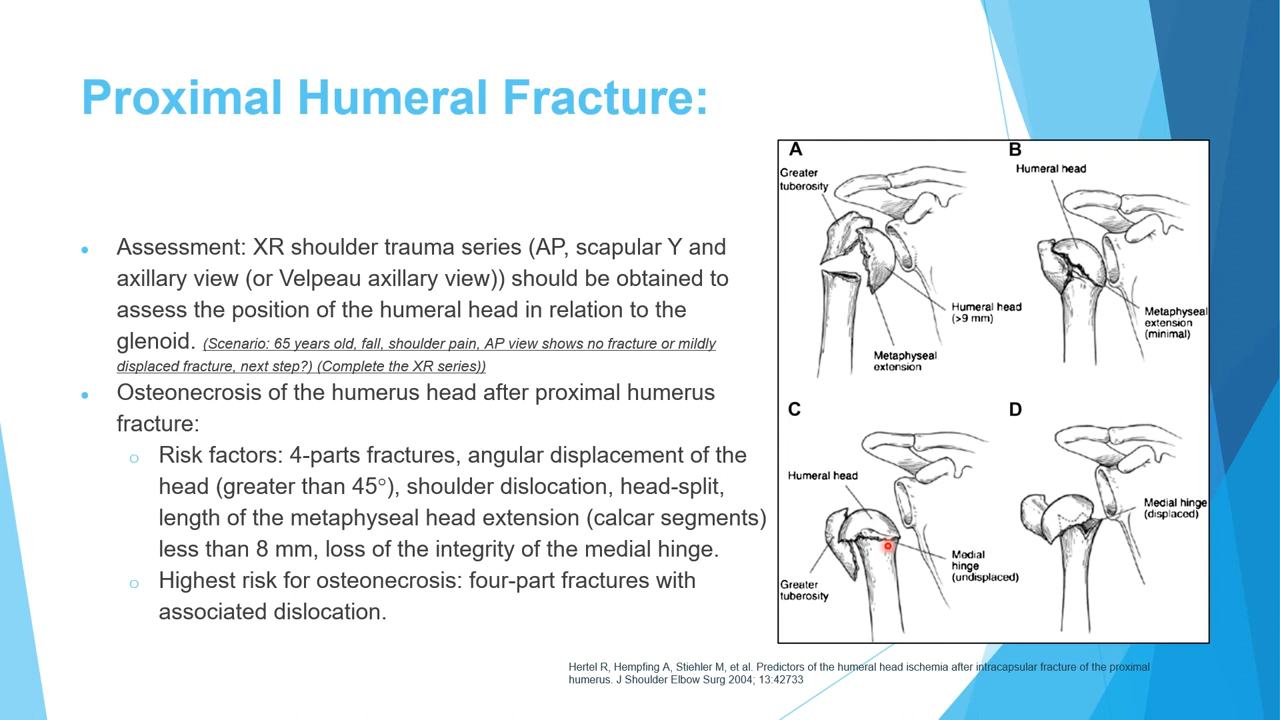 Proximal Humeral Fracture:
Assessment: XR shoulder trauma series (AP, scapular Y and
axillary view (or Velpeau axillary view)) should be obtained to
assess the position of the humeral head in relation to the
glenoid. (Scenario: 65 years old, fall, shoulder pain, AP view shows no fracture or mildly
displaced fracture, next step?) (Complete the XR series))
Osteonecrosis of the humerus head after proximal humerus
fracture:
Risk factors: 4-parts fractures, angular displacement of the
head (greater than 45°), shoulder dislocation, head-split,
length of the metaphyseal head extension (calcar segments)
less than 8 mm, loss of the integrity of the medial hinge.
Highest risk for osteonecrosis: four-part fractures with
associated dislocation.
A
Greater
tuberosity
Humeral head
(>9 mm)
Metaphyseal
extension
B
Humeral head
Metaphyseal
extension
(minimal)
C
Humeral head
Medial
hinge
(undisplaced)
Greater
tuberosity
D
Medial hinge
(displaced)
Hertel R, Hempfing A, Stiehler M, et al. Predictors of the humeral head ischemia after intracapsular fracture of the proximal
humerus. J Shoulder Elbow Surg 2004; 13:42733